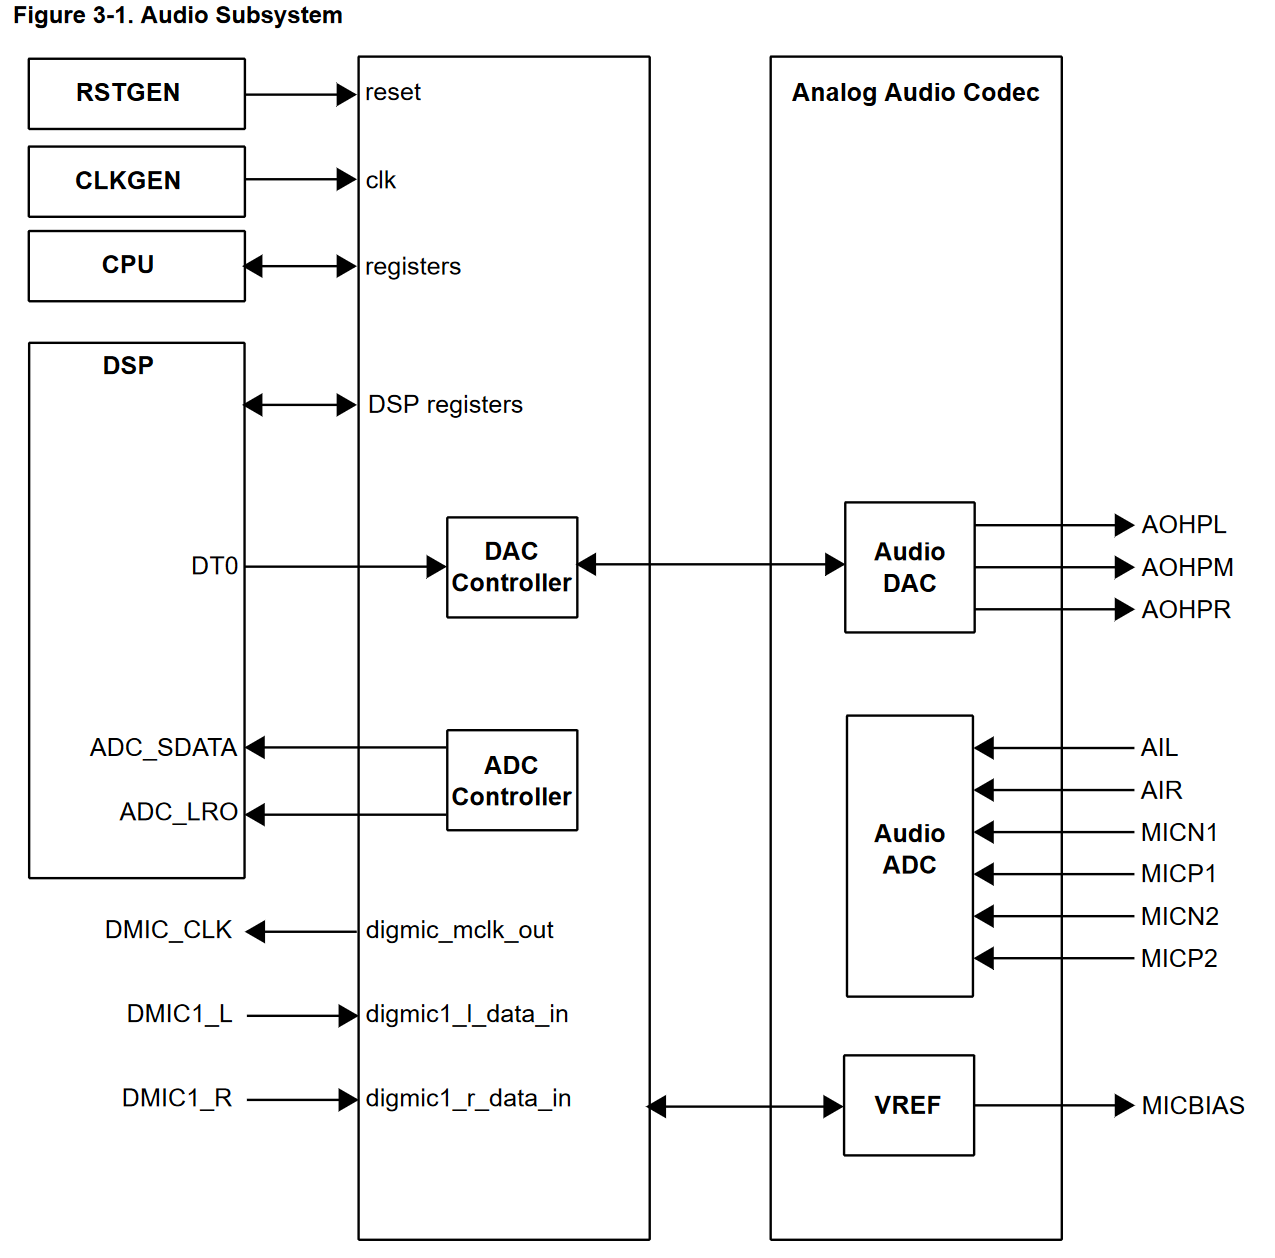 Figure 3-1. Audio Subsystem
RSTGEN
reset
Analog Audio Codec
CLKGEN
clk
CPU
registers
DSP
DSP registers
DT0
DAC
Controller
Audio
DAC
AOHPL
AOHPM
AOHPR
ADC_SDATA
ADC_LRO
ADC
Controller
Audio
ADC
AIL
AIR
MICN1
MICP1
MICN2
MICP2
DMIC_CLK
digmic_mclk_out
DMIC1_L
digmic1_l_data_in
DMIC1_R
digmic1_r_data_in
VREF
MICBIAS